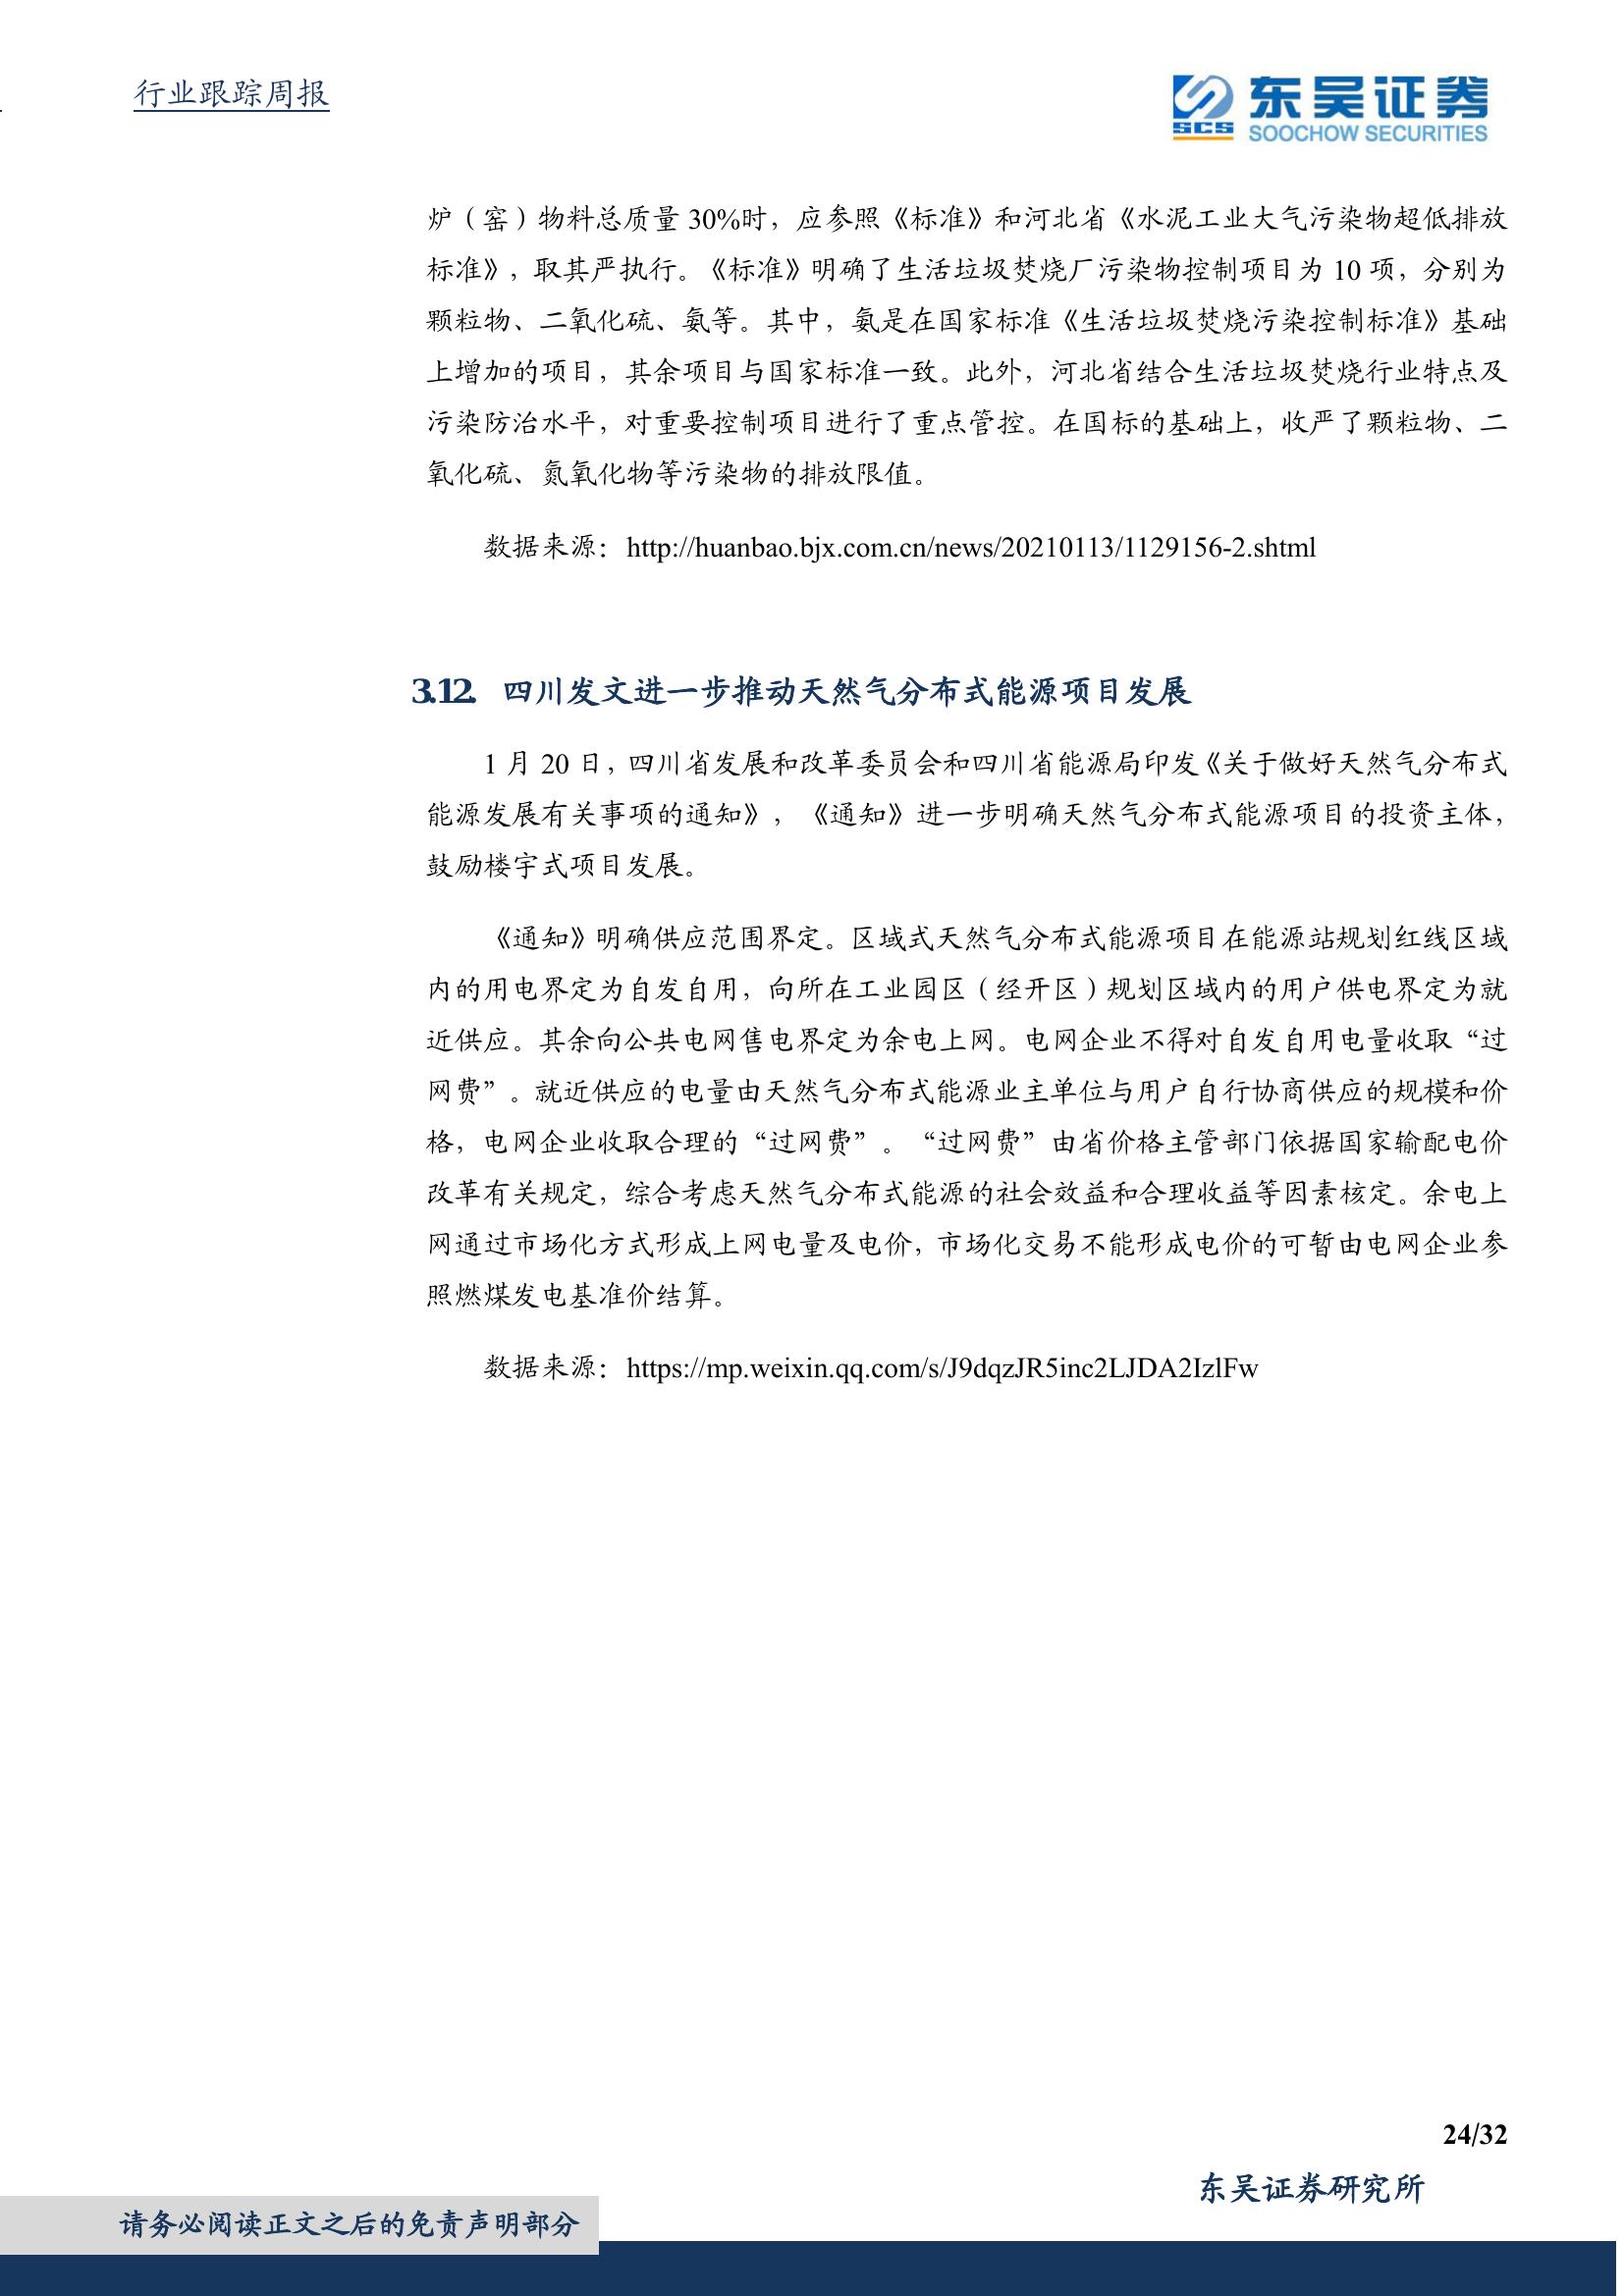 行业跟踪周报
SCS
东吴证券
SOOCHOW SECURITIES
炉（窑）物料总质量 30%时，应参照《标准》和河北省《水泥工业大气污染物超低排放
标准》，取其严执行。《标准》明确了生活垃圾焚烧厂污染物控制项目为 10 项，分别为
颗粒物、二氧化硫、氨等。其中，氨是在国家标准《生活垃圾焚烧污染控制标准》基础
上增加的项目，其余项目与国家标准一致。此外，河北省结合生活垃圾焚烧行业特点及
污染防治水平，对重要控制项目进行了重点管控。在国标的基础上，收严了颗粒物、二
氧化硫、氮氧化物等污染物的排放限值。
数据来源：http://huanbao.bjx.com.cn/news/20210113/1129156-2.shtml
3.12. 四川发文进一步推动天然气分布式能源项目发展
1 月 20 日，四川省发展和改革委员会和四川省能源局印发《关于做好天然气分布式
能源发展有关事项的通知》，《通知》进一步明确天然气分布式能源项目的投资主体，
鼓励楼宇式项目发展。
《通知》明确供应范围界定。区域式天然气分布式能源项目在能源站规划红线区域
内的用电界定为自发自用，向所在工业园区（经开区）规划区域内的用户供电界定为就
近供应。其余向公共电网售电界定为余电上网。电网企业不得对自发自用电量收取“过
网费”。就近供应的电量由天然气分布式能源业主单位与用户自行协商供应的规模和价
格，电网企业收取合理的“过网费”。“过网费”由省价格主管部门依据国家输配电价
改革有关规定，综合考虑天然气分布式能源的社会效益和合理收益等因素核定。余电上
网通过市场化方式形成上网电量及电价，市场化交易不能形成电价的可暂由电网企业参
照燃煤发电基准价结算。
数据来源：https://mp.weixin.qq.com/s/J9dqzJR5inc2LJDA2IzlFw
24/32
东吴证券研究所
请务必阅读正文之后的免责声明部分